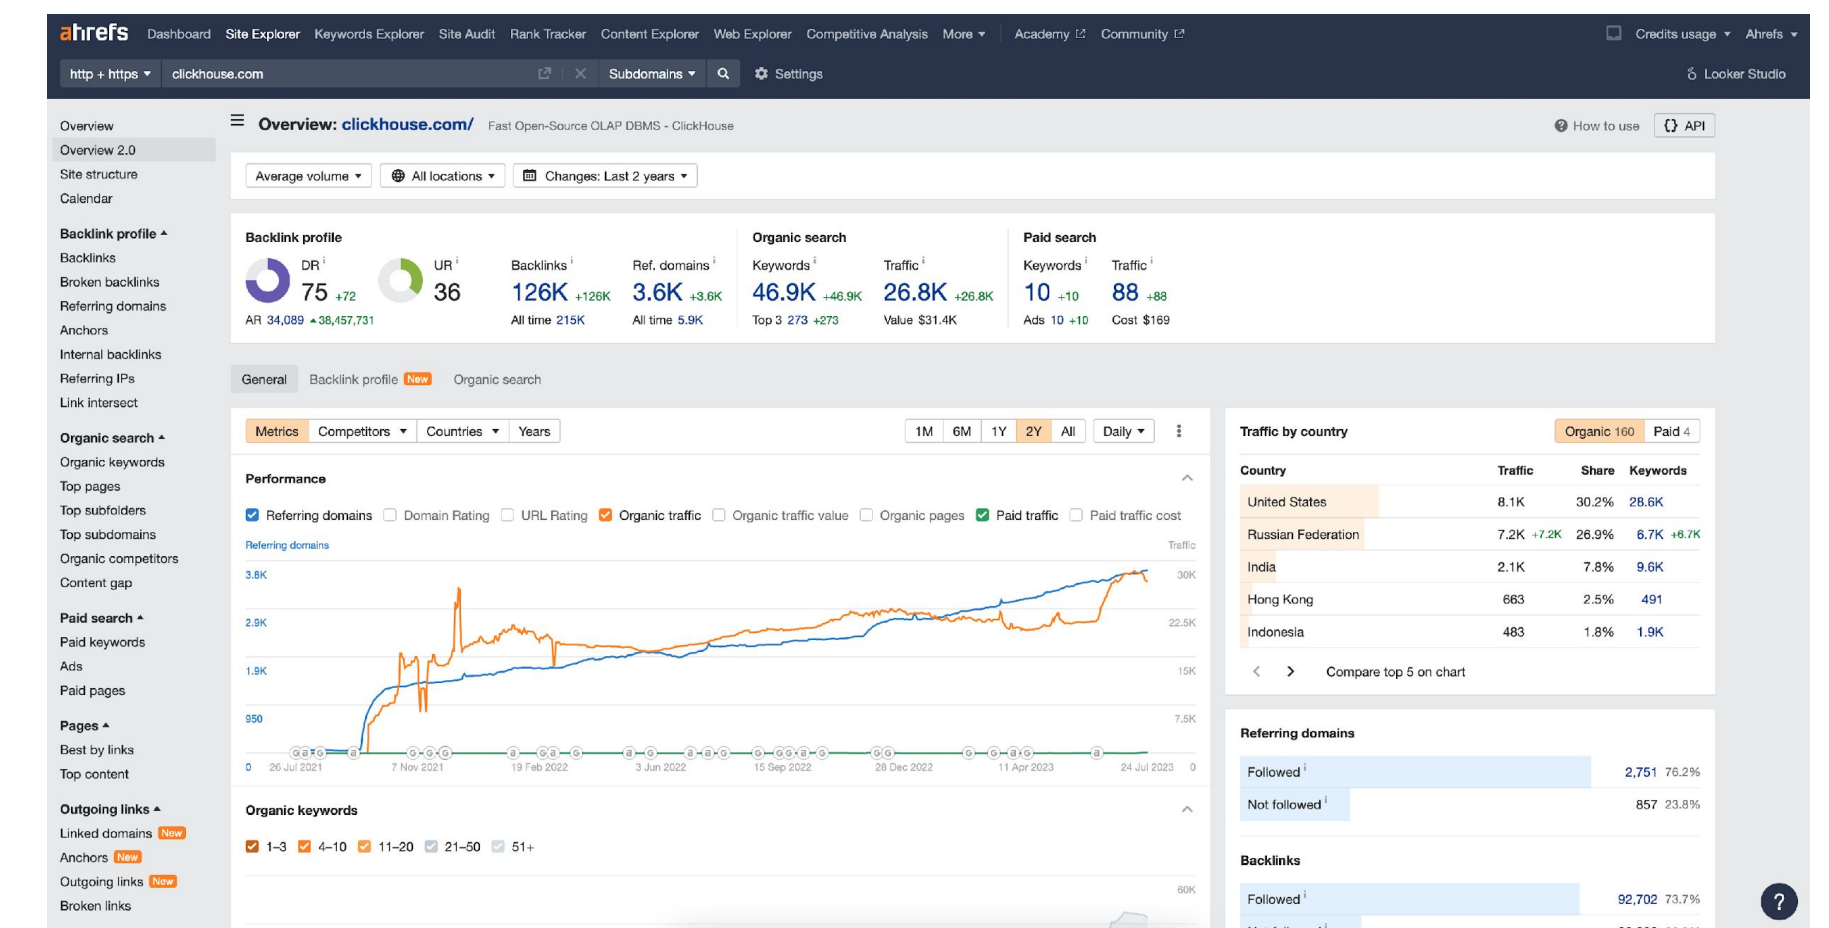 ahrefs Dashboard Site Explorer Keywords Explorer Site Audit Rank Tracker Content Explorer Web Explorer Competitive Analysis More Academy Community Credits usage Ahrefs
http + https clickhouse.com Subdomains Settings Looker Studio
Overview
Overview 2.0
Site structure
Calendar
Backlink profile
Backlinks
Broken backlinks
Referring domains
Anchors
Internal backlinks
Referring IPs
Link intersect
Organic search
Organic keywords
Top pages
Top subfolders
Top subdomains
Organic competitors
Content gap
Paid search
Paid keywords
Ads
Paid pages
Pages
Best by links
Top content
Outgoing links
Linked domains New
Anchors New
Outgoing links New
Broken links
Overview: clickhouse.com/ Fast Open-Source OLAP DBMS - ClickHouse How to use {} API
Average volume All locations Changes: Last 2 years
Backlink profile
DR i UR i Backlinks i Ref. domains i
75 +72 36 126K +126K 3.6K +3.6K
AR 34,089 38,457,731 All time 215K All time 5.9K
Organic search
Keywords i Traffic i
46.9K +46.9K 26.8K +26.8K
Top 3 273 +273 Value $31.4K
Paid search
Keywords i Traffic i
10 +10 88 +88
Ads 10 +10 Cost $169
General Backlink profile New Organic search
Metrics Competitors Countries Years 1M 6M 1Y 2Y All Daily
Performance
Referring domains Domain Rating URL Rating Organic traffic Organic traffic value Organic pages Paid traffic Paid traffic cost
Referring domains Traffic
3.8K 30K
2.9K 22.5K
1.9K 15K
950 7.5K
G a G a G G G a G a G a G a a G G G G a G G G G G a G a
0 26 Jul 2021 7 Nov 2021 19 Feb 2022 3 Jun 2022 15 Sep 2022 28 Dec 2022 11 Apr 2023 24 Jul 2023 0
Organic keywords
1–3 4–10 11–20 21–50 51+
60K
Traffic by country Organic 160 Paid 4
Country Traffic Share Keywords
United States 8.1K 30.2% 28.6K
Russian Federation 7.2K +7.2K 26.9% 6.7K +6.7K
India 2.1K 7.8% 9.6K
Hong Kong 663 2.5% 491
Indonesia 483 1.8% 1.9K
Compare top 5 on chart
Referring domains
Followed i 2,751 76.2%
Not followed i 857 23.8%
Backlinks
Followed i 92,702 73.7%
?